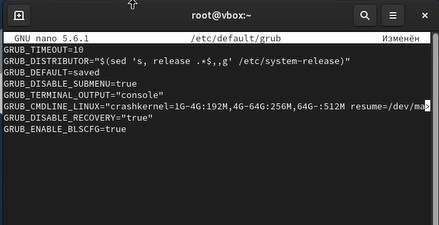 root@vbox:~
GNU nano 5.6.1 /etc/default/grub Изменён
GRUB_TIMEOUT=10
GRUB_DISTRIBUTOR="$(sed 's, release .*$,,g' /etc/system-release)"
GRUB_DEFAULT=saved
GRUB_DISABLE_SUBMENU=true
GRUB_TERMINAL_OUTPUT="console"
GRUB_CMDLINE_LINUX="crashkernel=1G-4G:192M,4G-64G:256M,64G-:512M resume=/dev/ma>
GRUB_DISABLE_RECOVERY="true"
GRUB_ENABLE_BLSCFG=true